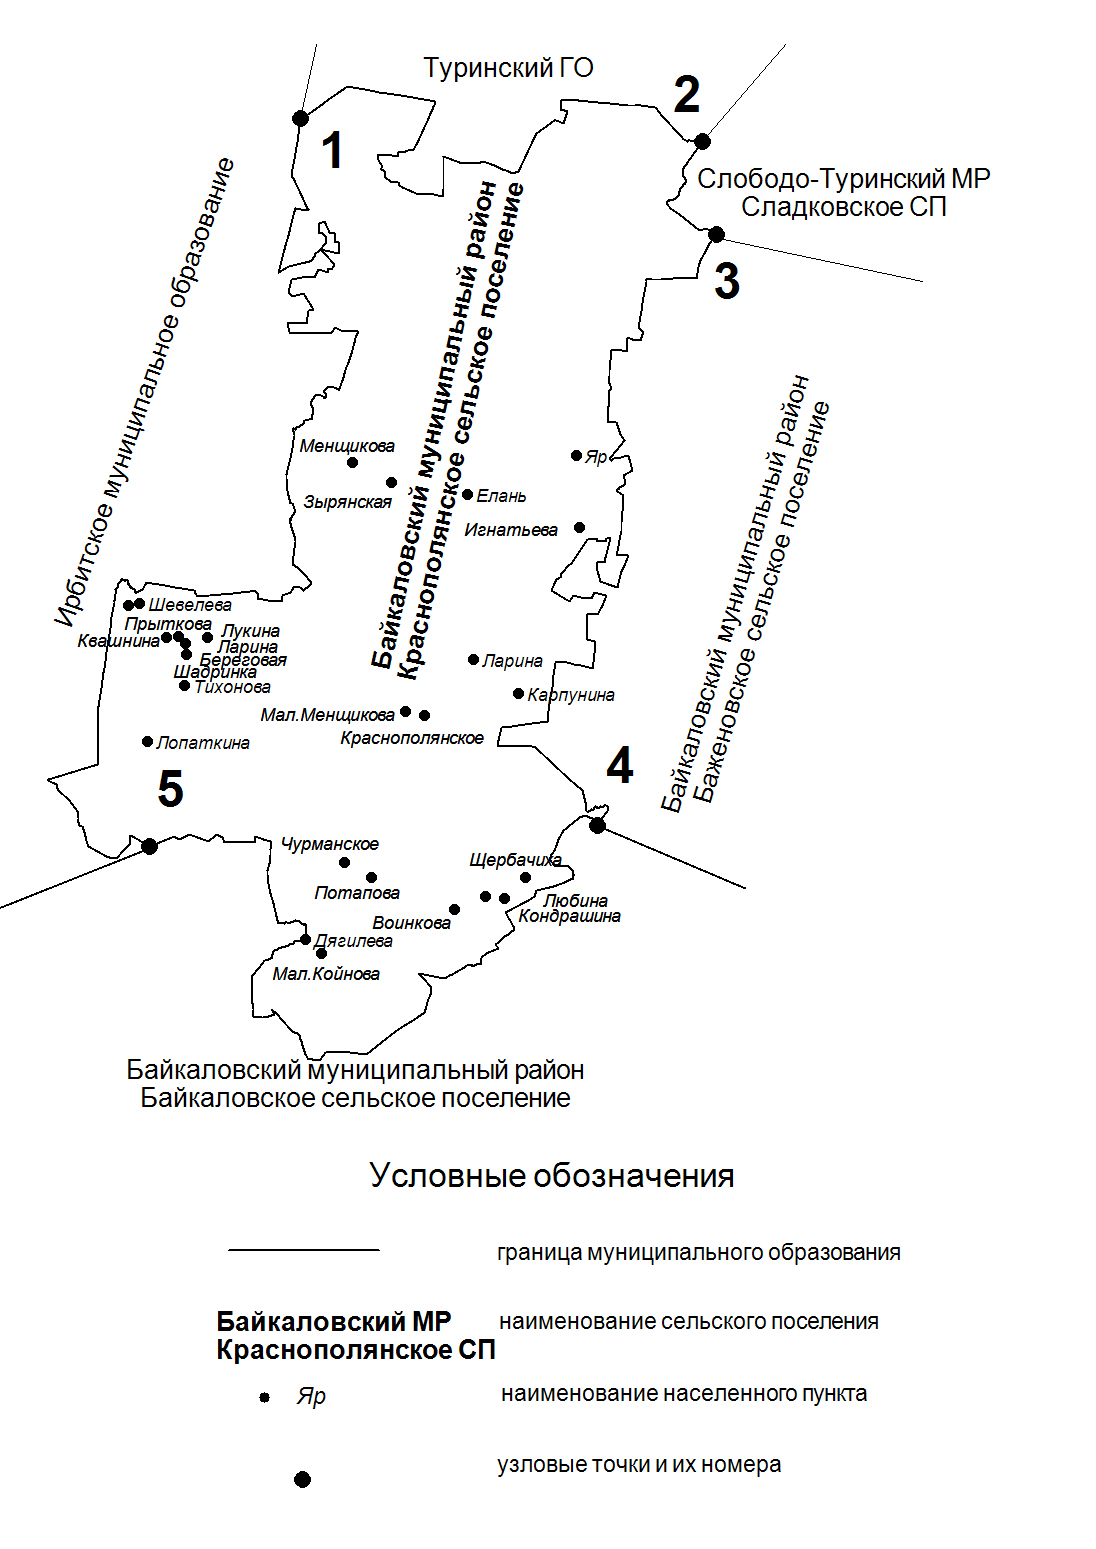 Туринский ГО
2
1
Слободо-Туринский МР
Сладковское СП
3
Ирбитское муниципальное образование
Байкаловский муниципальный район
Краснополянское сельское поселение
Байкаловский муниципальный район
Баженовское сельское поселение
Менщикова
Яр
Зырянская
Елань
Игнатьева
Шевелева
Прыткова
Лукина
Квашнина
Ларина
Береговая
Шадринка
Тихонова
Ларина
Карпунина
Мал.Менщикова
Краснополянское
Лопаткина
4
5
Чурманское
Щербачиха
Потапова
Любина
Кондрашина
Воинкова
Дягилева
Мал.Койнова
Байкаловский муниципальный район
Байкаловское сельское поселение
Условные обозначения
граница муниципального образования
Байкаловский МР
Краснополянское СП
наименование сельского поселения
Яр
наименование населенного пункта
узловые точки и их номера